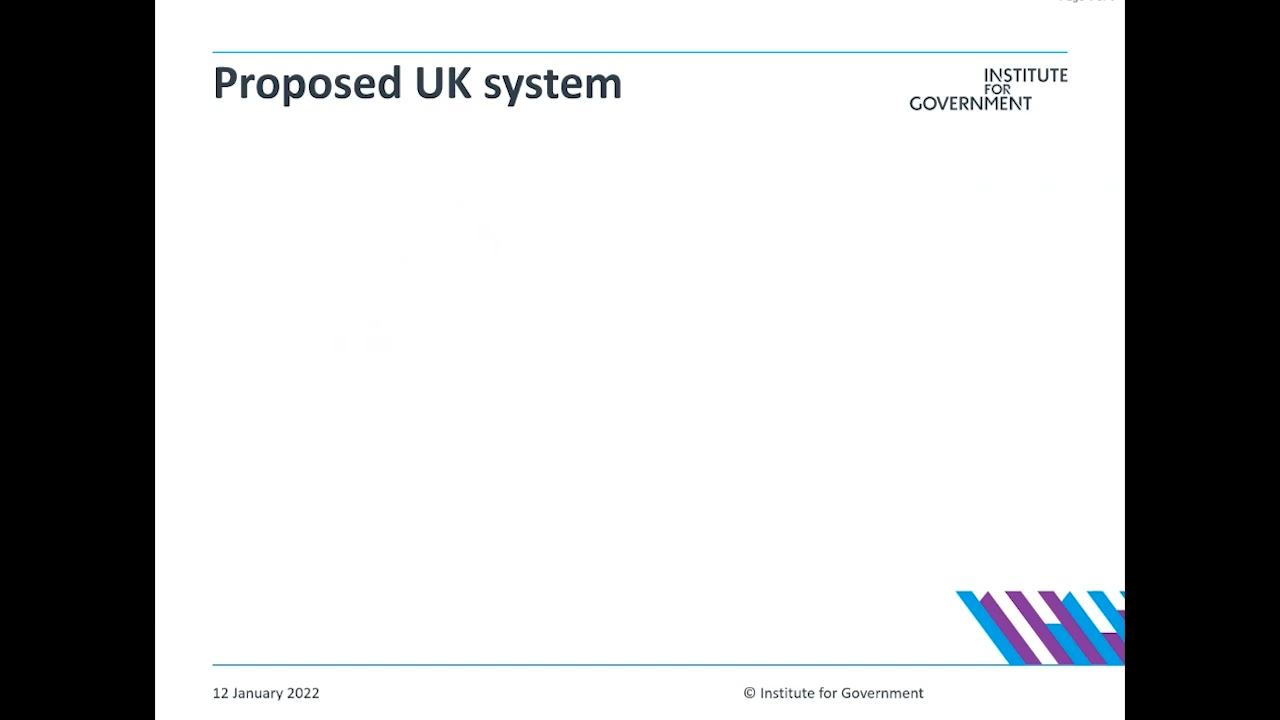 Proposed UK system
INSTITUTE
FOR
GOVERNMENT
12 January 2022
© Institute for Government